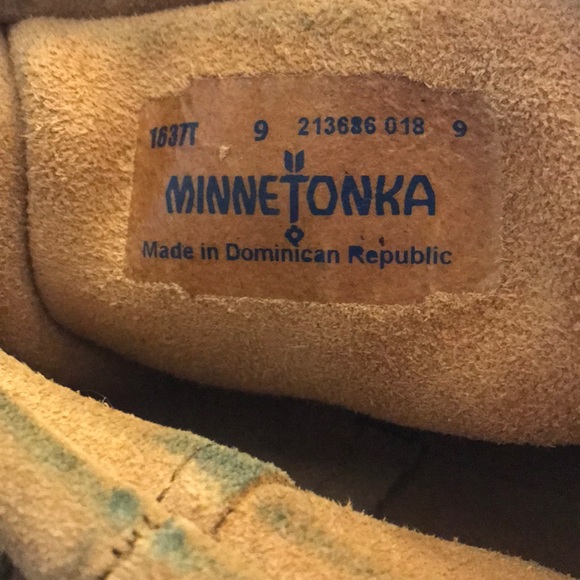 1637T 9 213686 018 9
MINNETONKA
Made in Dominican Republic